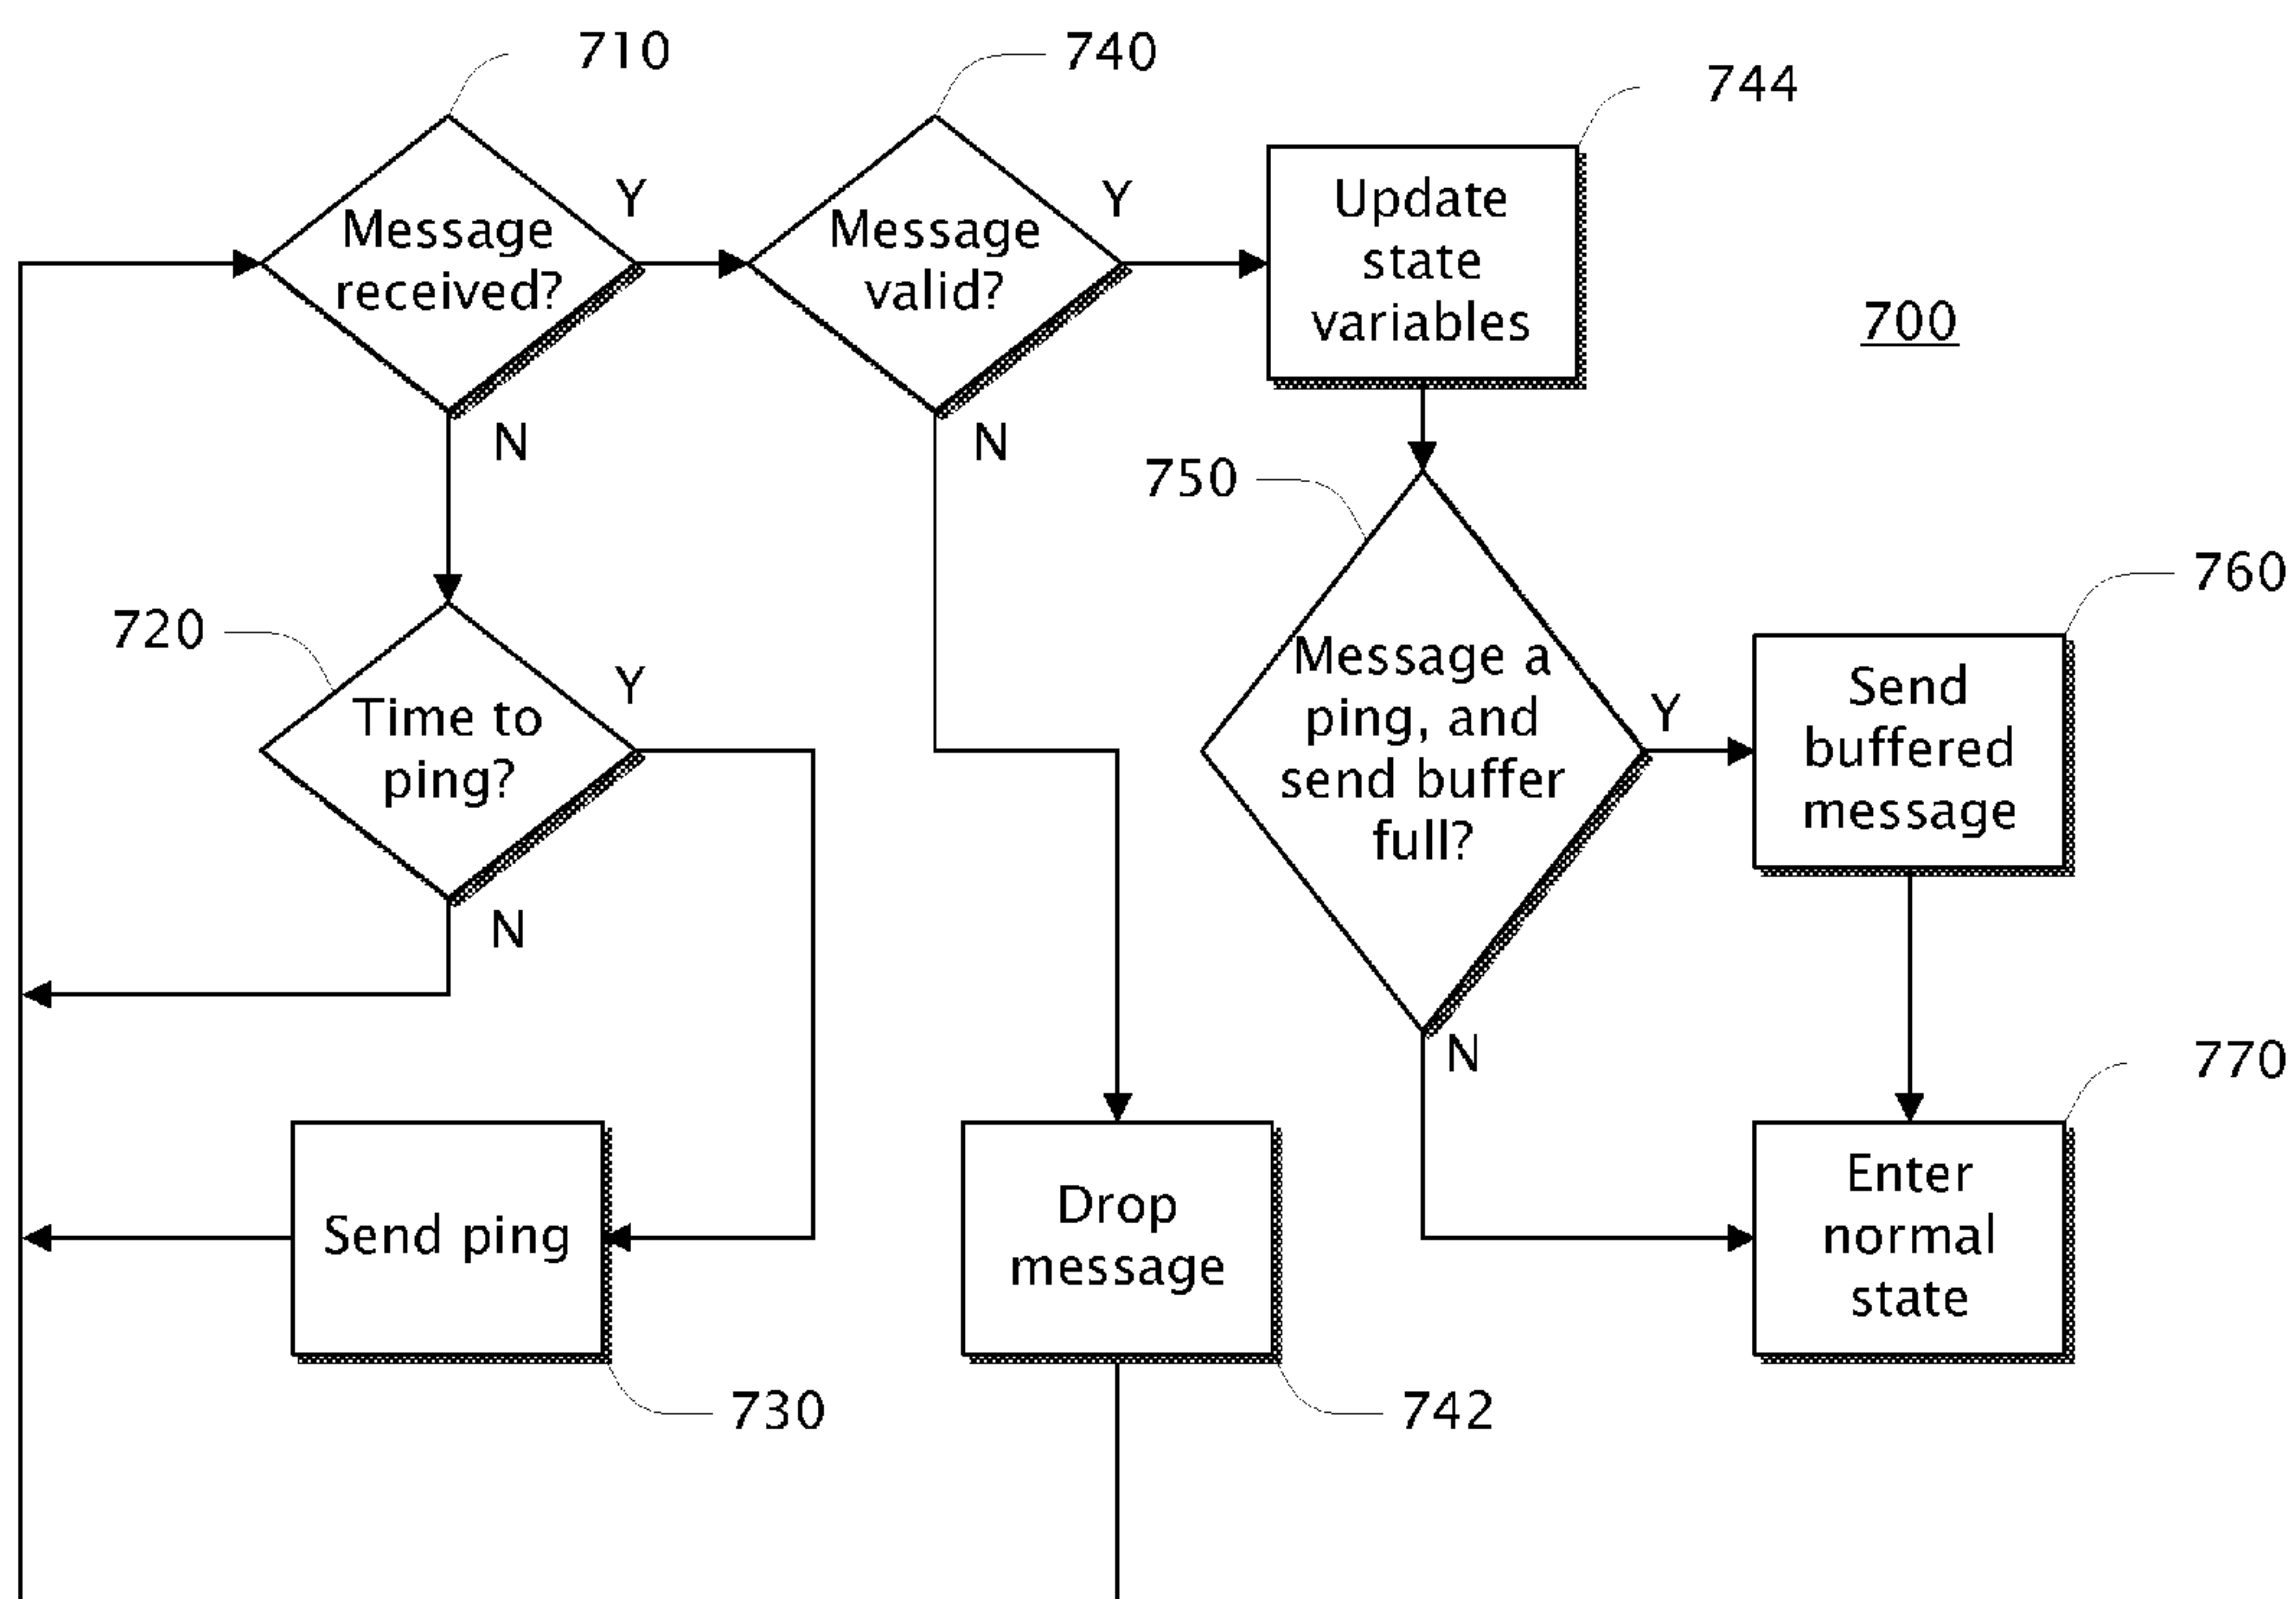 710
740
744
Message
received?
Y
Message
valid?
Y
Update
state
variables
700
N
N
750
720
Time to
ping?
Y
N
Message a
ping, and
send buffer
full?
Y
N
760
Send
buffered
message
770
Send ping
730
Drop
message
742
Enter
normal
state